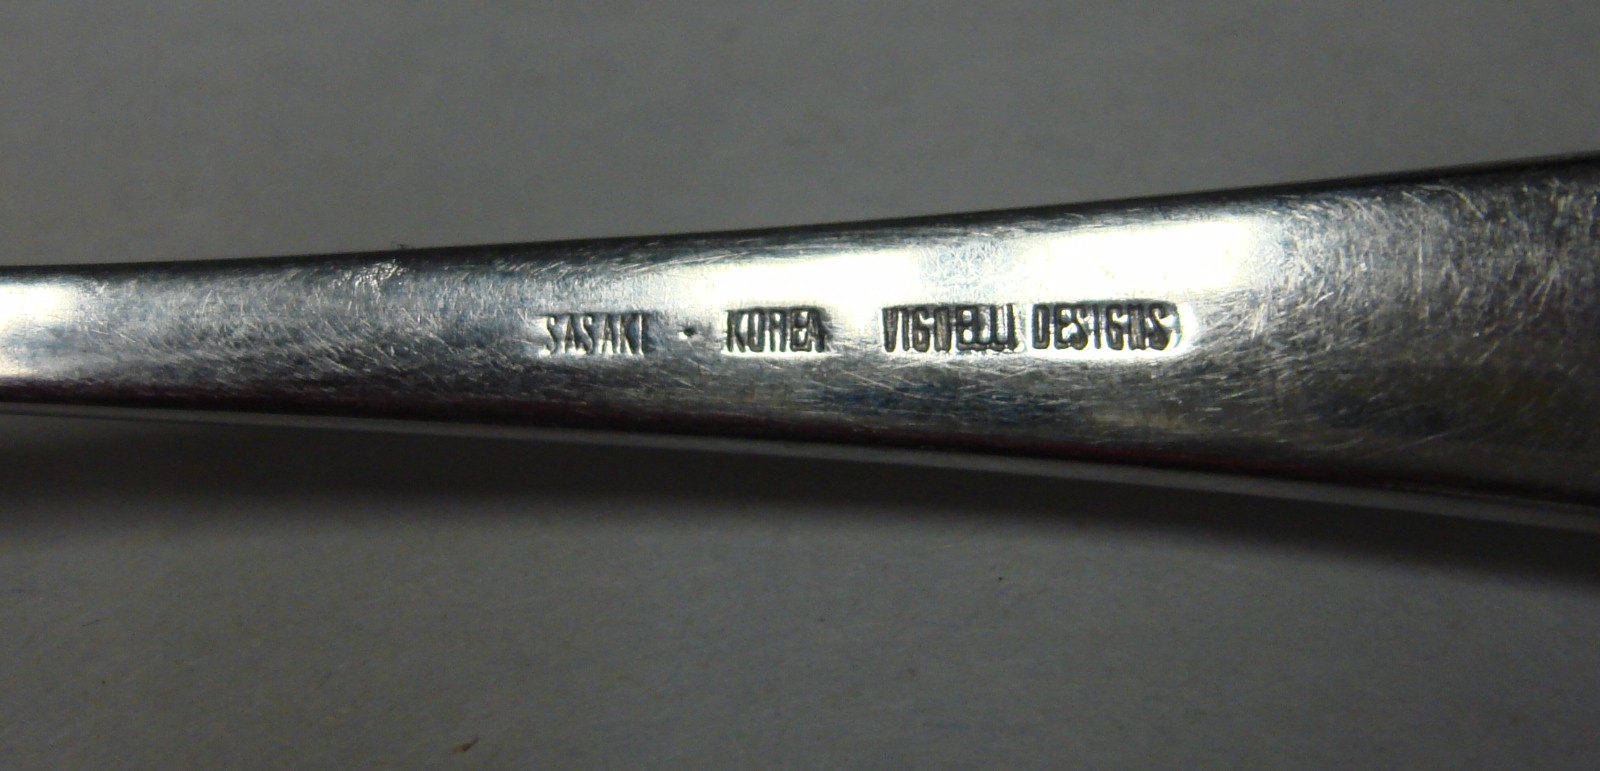 SASAKI · KOREA VIGNELLI DESIGNS